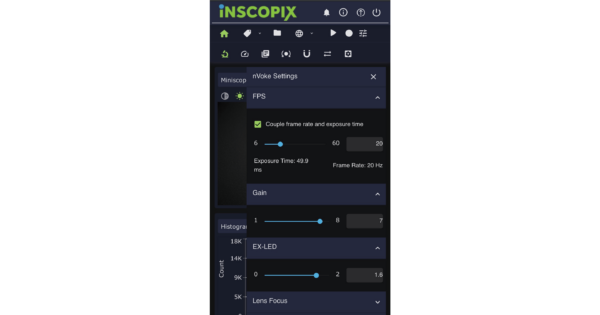 inSCOPIX
Miniscop
nVoke Settings
FPS
Couple frame rate and exposure time
6
60
20
Exposure Time: 49.9
ms
Frame Rate: 20 Hz
Gain
1
8
7
Histogra
EX-LED
18K
14K
Count
0
2
1.6
9K
5K
Lens Focus